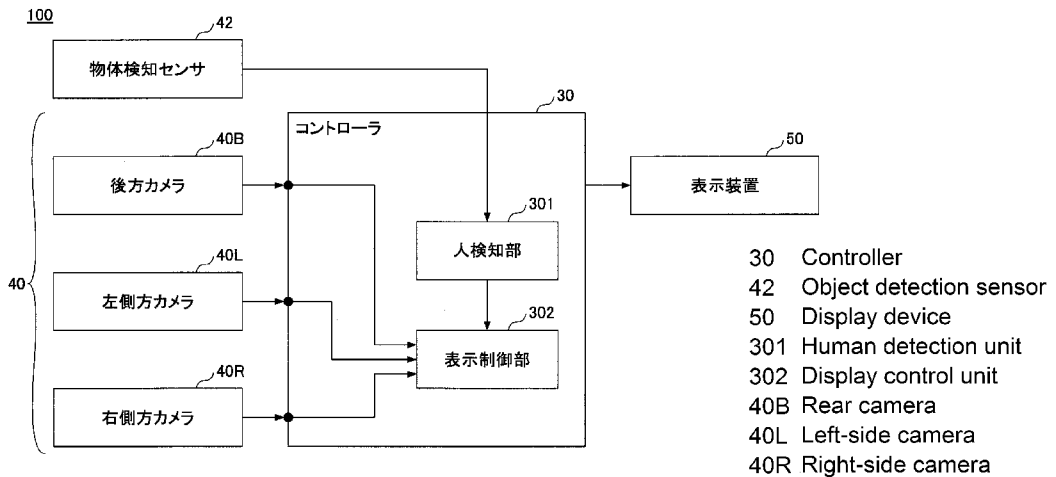 100
42
物体検知センサ
30
コントローラ
40B
後方カメラ
50
表示装置
301
人検知部
40
40L
左側方カメラ
302
表示制御部
40R
右側方カメラ
30 Controller
42 Object detection sensor
50 Display device
301 Human detection unit
302 Display control unit
40B Rear camera
40L Left-side camera
40R Right-side camera